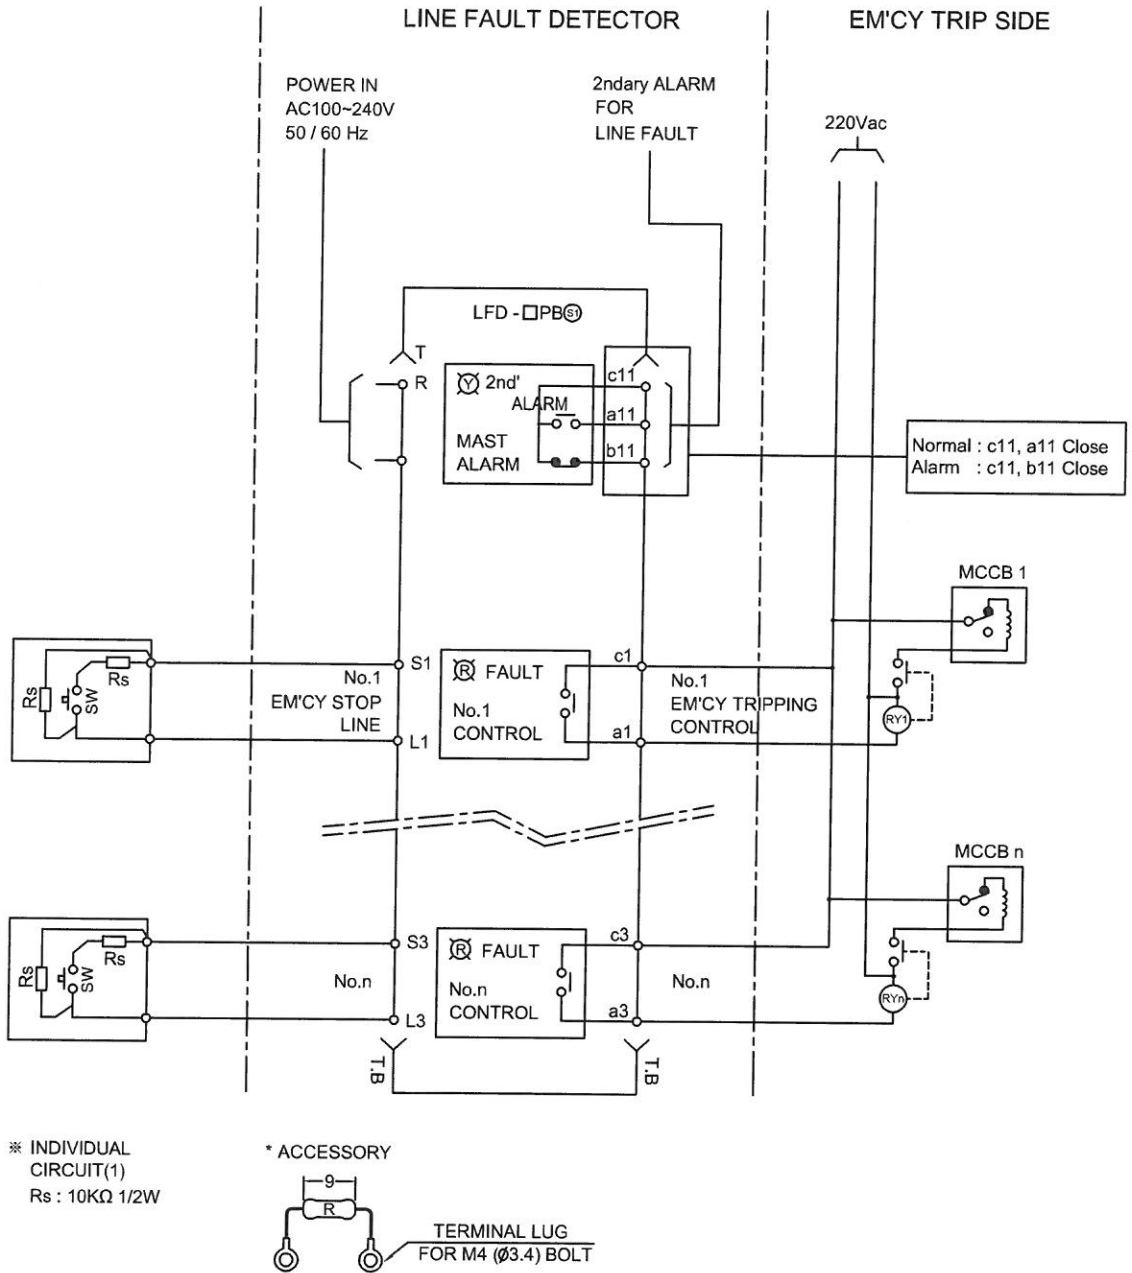 LINE FAULT DETECTOR
EM'CY TRIP SIDE
POWER IN
AC100~240V
50 / 60 Hz
2ndary ALARM
FOR
LINE FAULT
220Vac
LFD - □PB S1
T
R
Y 2nd'
ALARM
MAST
ALARM
c11
a11
b11
Normal : c11, a11 Close
Alarm : c11, b11 Close
MCCB 1
Rs
SW
Rs
No.1
EM'CY STOP
LINE
S1
L1
R FAULT
No.1
CONTROL
c1
a1
No.1
EM'CY TRIPPING
CONTROL
RY1
MCCB n
Rs
SW
Rs
No.n
S3
L3
R FAULT
No.n
CONTROL
c3
a3
No.n
RYn
T.B
T.B
※ INDIVIDUAL
CIRCUIT(1)
Rs : 10KΩ 1/2W
* ACCESSORY
9
R
TERMINAL LUG
FOR M4 (Ø3.4) BOLT